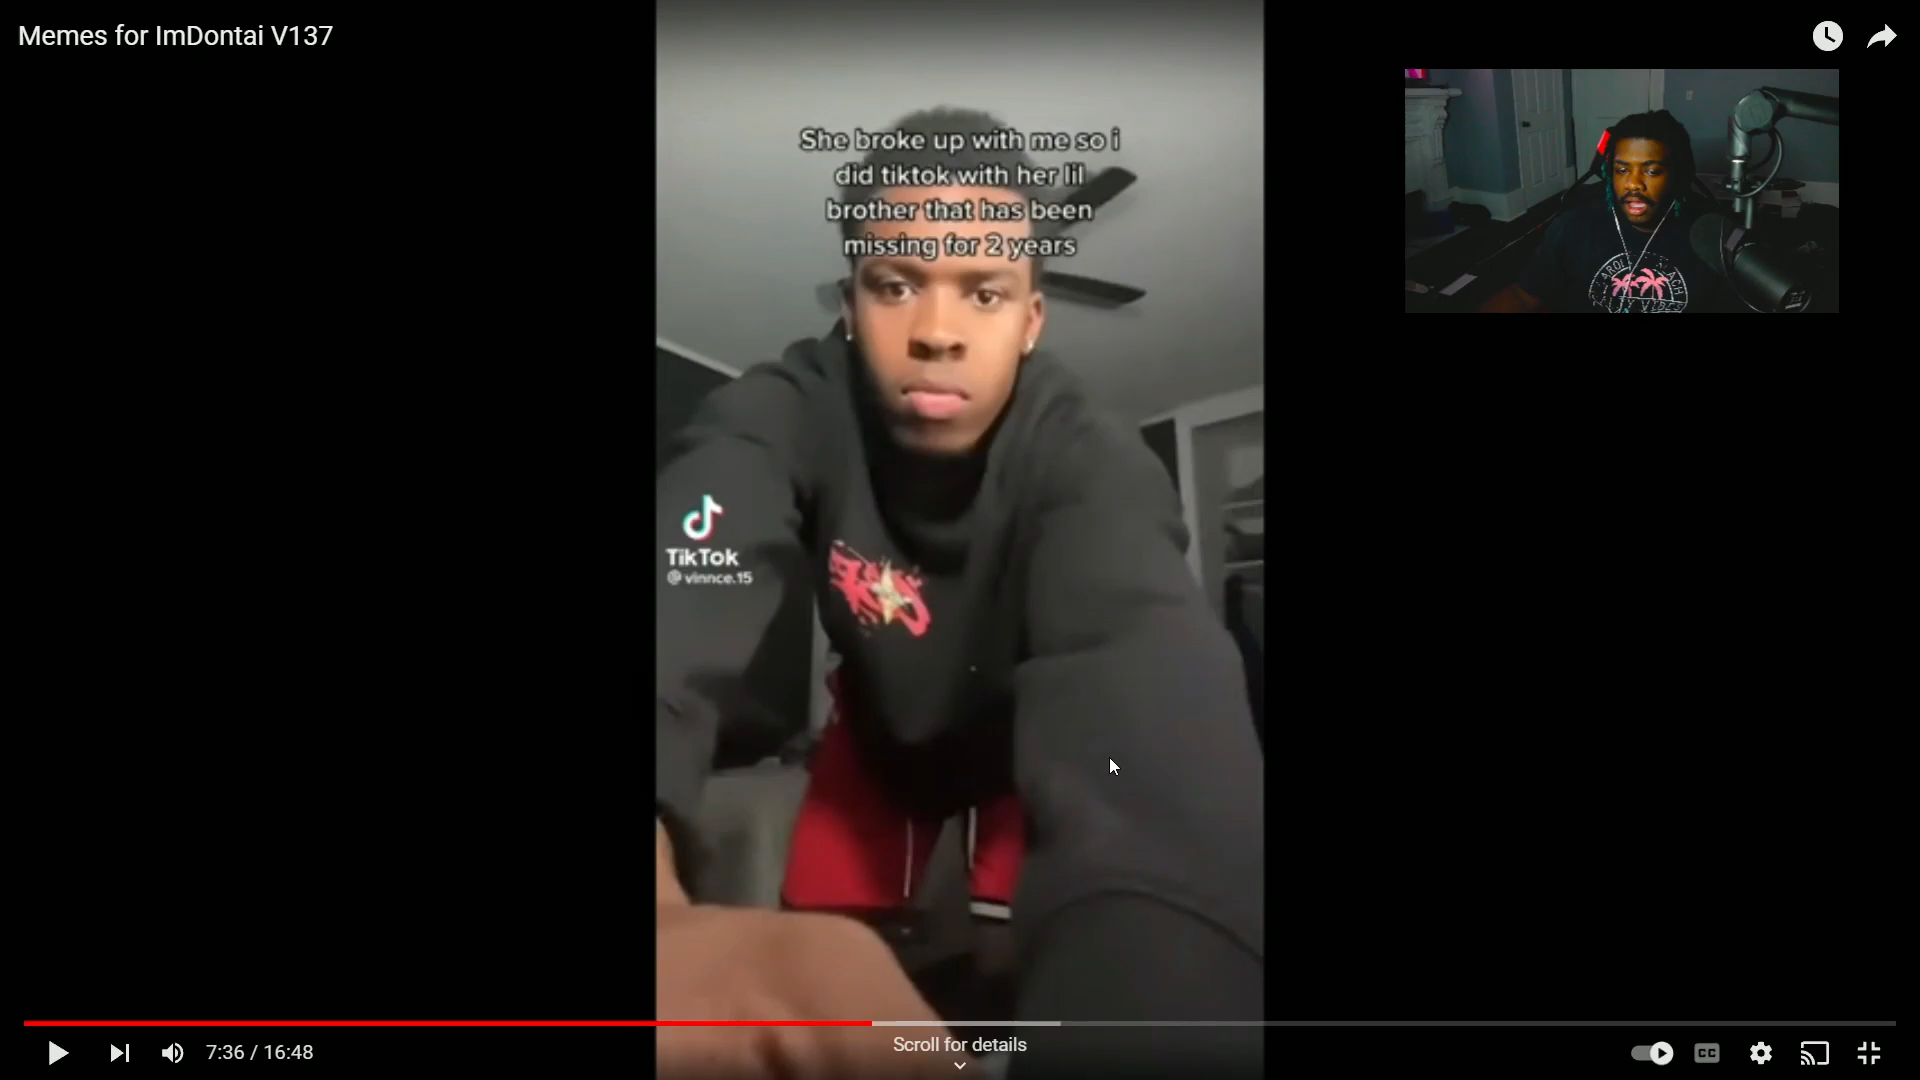 Memes for ImDontai V137
She broke up with me so i
did tiktok with her lil
brother that has been
missing for 2 years
TikTok
@vinnce.15
7:36 / 16:48
Scroll for details
CC